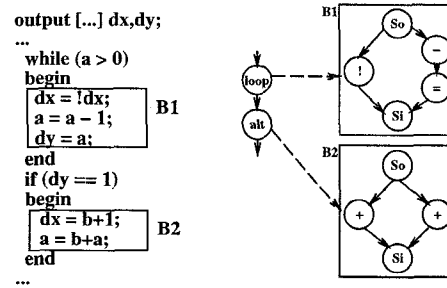 output [...] dx,dy;
...
while (a > 0)
begin
dx = !dx;
a = a - 1;
dy = a;
B1
end
if (dy == 1)
begin
dx = b+1;
a = b+a;
B2
end
...
loop
alt
B1
So
!
-
=
Si
B2
So
+ +
Si